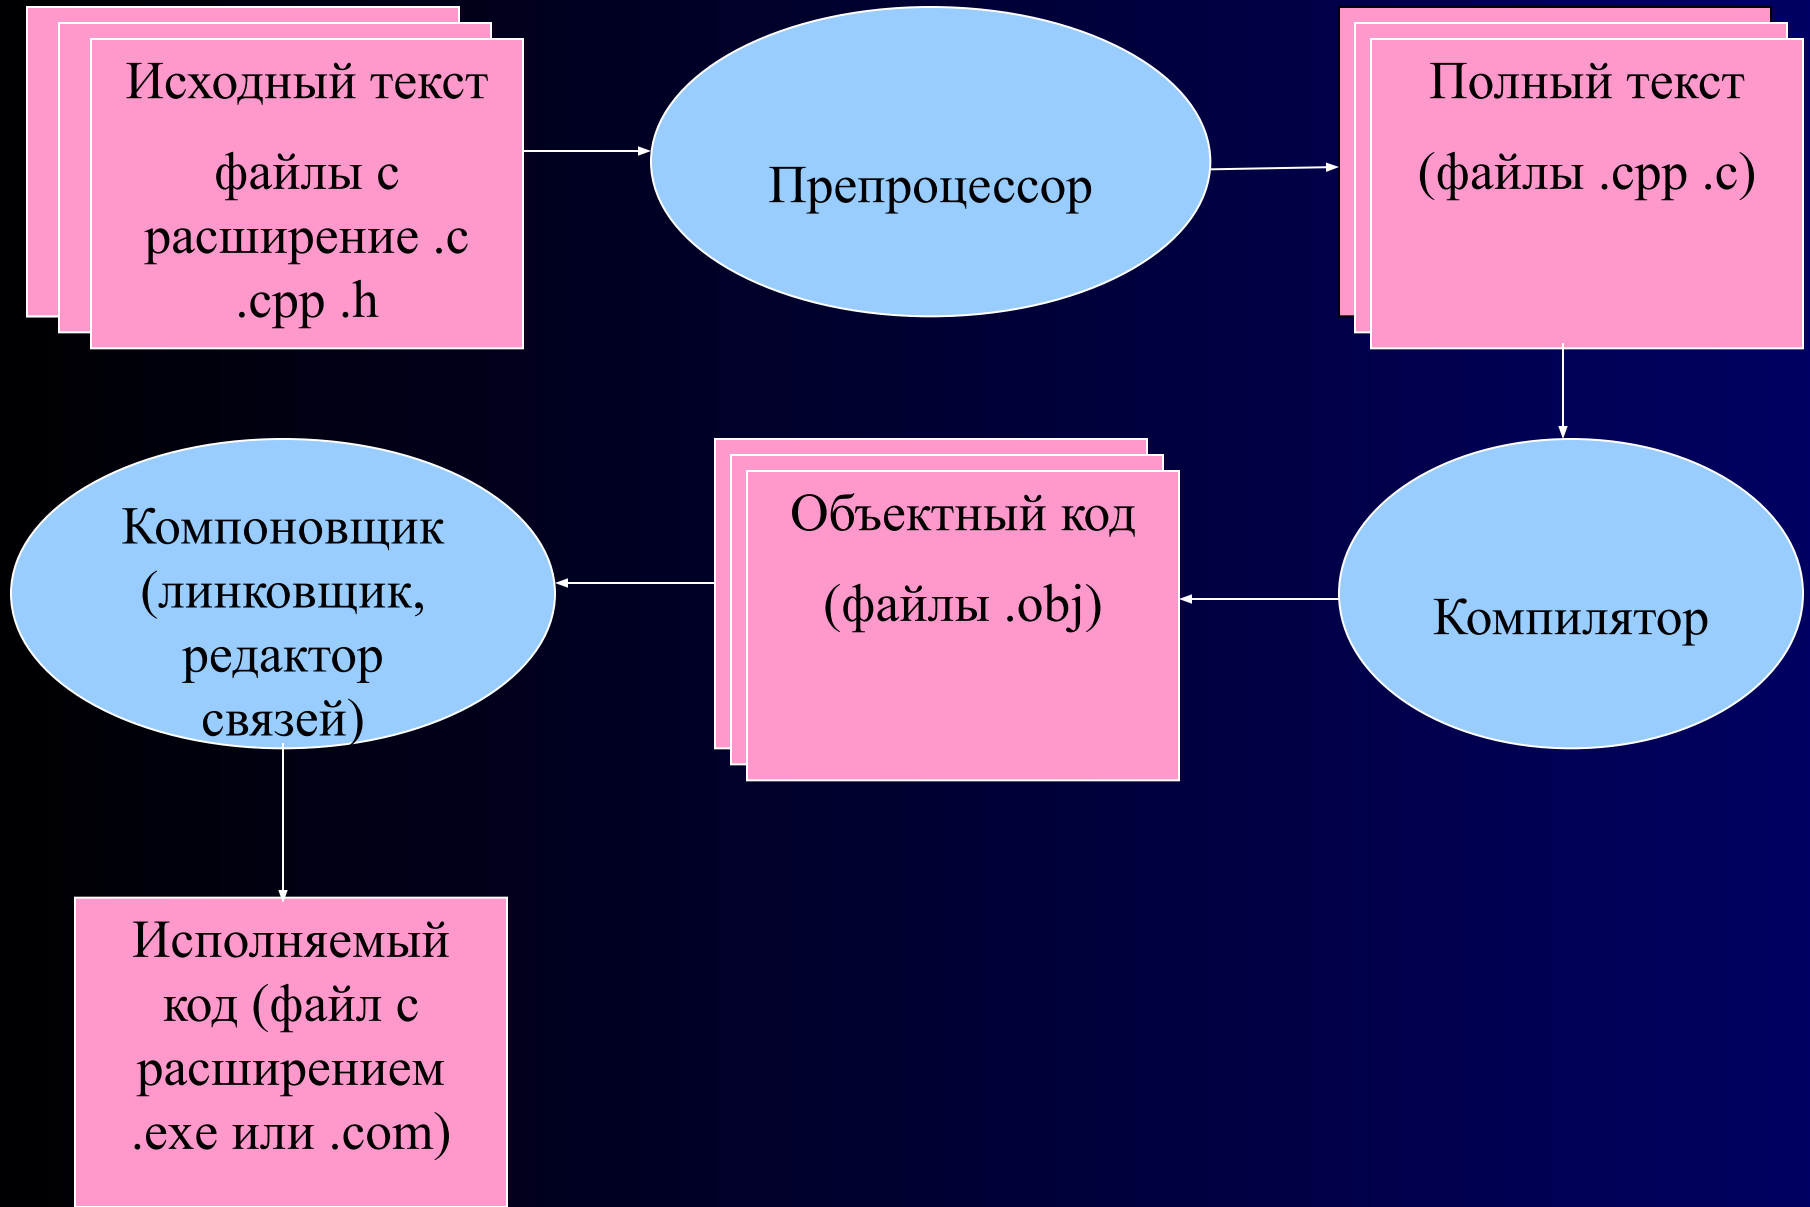 Исходный текст
файлы с
расширение .c
.cpp .h
Препроцессор
Полный текст
(файлы .cpp .c)
Компилятор
Объектный код
(файлы .obj)
Компоновщик
(линковщик,
редактор
связей)
Исполняемый
код (файл с
расширением
.exe или .com)